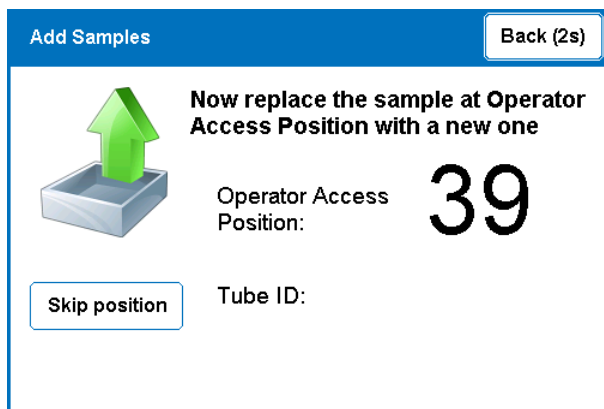 Add Samples
Back (2s)
Now replace the sample at Operator
Access Position with a new one
Operator Access
Position:
39
Skip position
Tube ID: